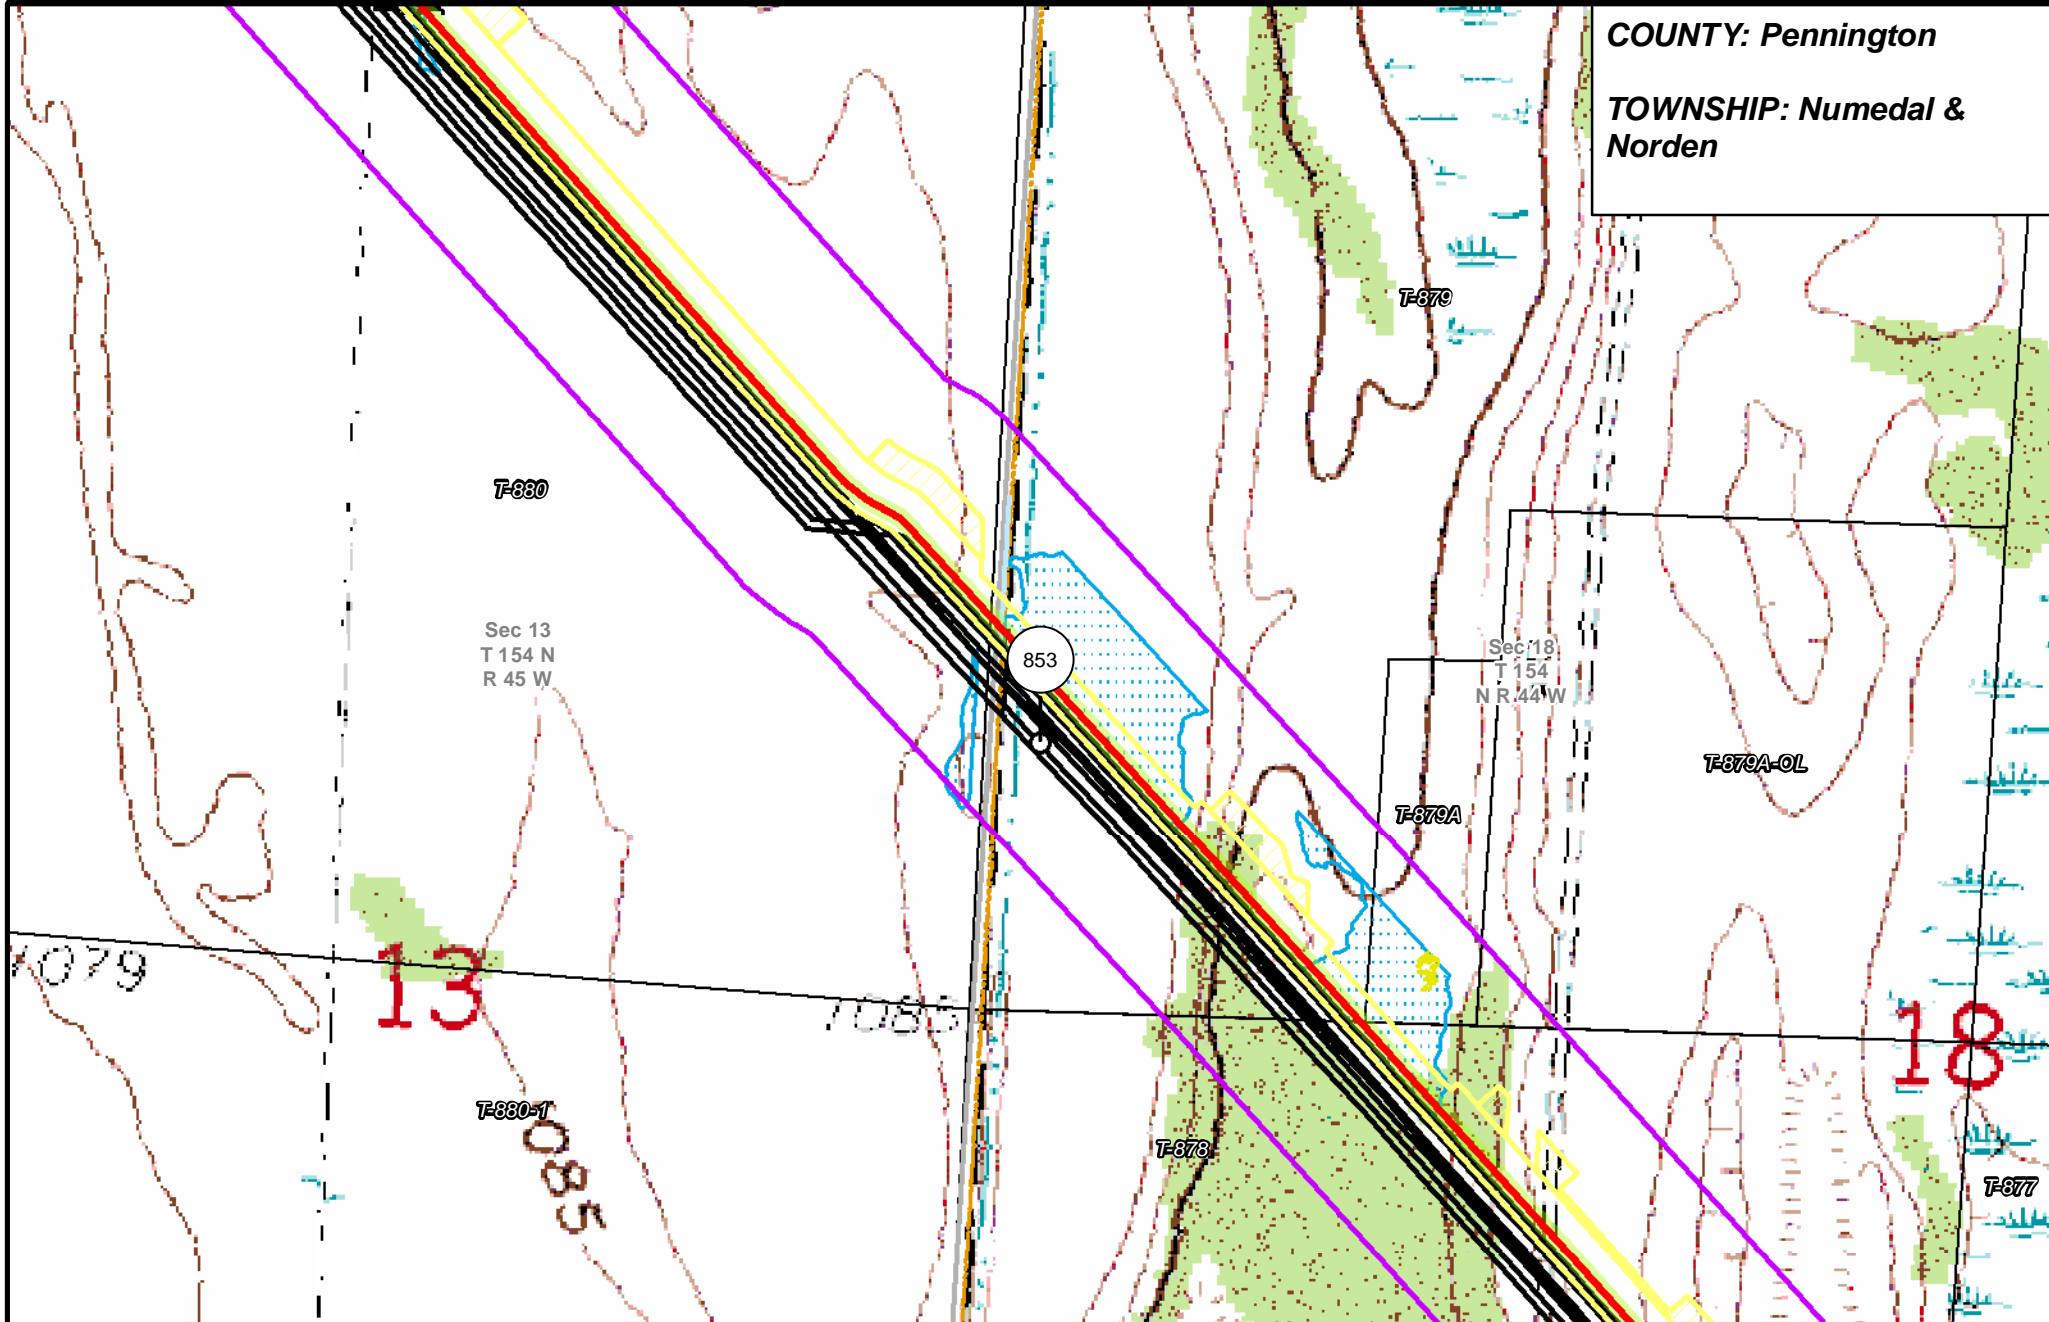 COUNTY: Pennington
TOWNSHIP: Numedal &
Norden
T-879
T-880
Sec 13
T 154 N
R 45 W
853
Sec 18
T 154
N R 44 W
T-879A-OL
T-879A
1079
13
1085
18
T-880-1
1085
T-878
T-877